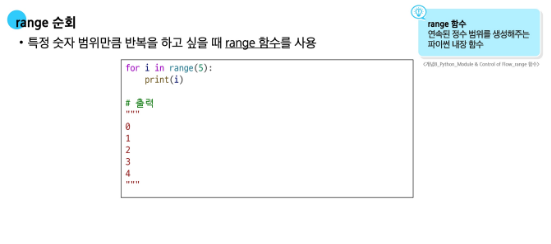 range 순회
• 특정 숫자 범위만큼 반복을 하고 싶을 때 range 함수를 사용
range 함수
연속된 정수 범위를 생성해주는
파이썬 내장 함수
for i in range(5):
    print(i)
# 출력
"""
0
1
2
3
4
"""